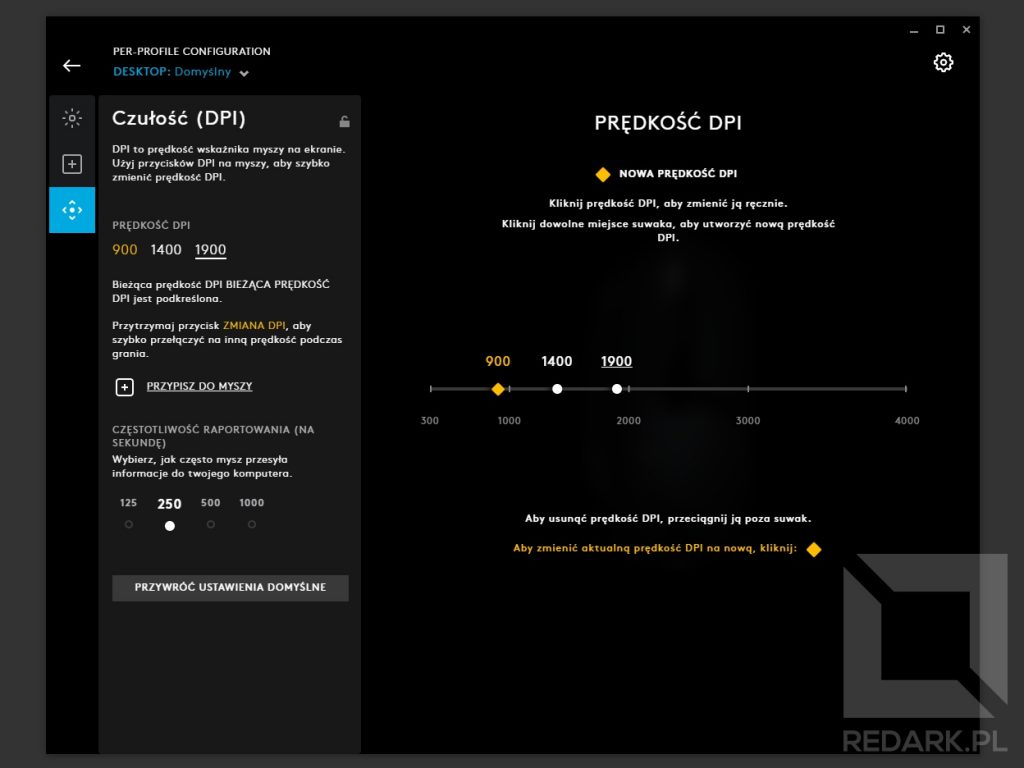 PER-PROFILE CONFIGURATION
DESKTOP: Domyślny
Czułość (DPI)
DPI to prędkość wskaźnika myszy na ekranie.
Użyj przycisków DPI na myszy, aby szybko
zmienić prędkość DPI.
PRĘDKOŚĆ DPI
900 1400 1900
Bieżąca prędkość DPI BIEŻĄCA PRĘDKOŚĆ
DPI jest podkreślona.
Przytrzymaj przycisk ZMIANA DPI, aby
szybko przełączyć na inną prędkość podczas
grania.
PRZYPISZ DO MYSZY
CZĘSTOTLIWOŚĆ RAPORTOWANIA (NA
SEKUNDĘ)
Wybierz, jak często mysz przesyła
informacje do twojego komputera.
125 250 500 1000
PRZYWRÓĆ USTAWIENIA DOMYŚLNE
PRĘDKOŚĆ DPI
NOWA PRĘDKOŚĆ DPI
Kliknij prędkość DPI, aby zmienić ją ręcznie.
Kliknij dowolne miejsce suwaka, aby utworzyć nową prędkość
DPI.
900 1400 1900
300 1000 2000 3000 4000
Aby usunąć prędkość DPI, przeciągnij ją poza suwak.
Aby zmienić aktualną prędkość DPI na nową, kliknij:
REDARK.PL